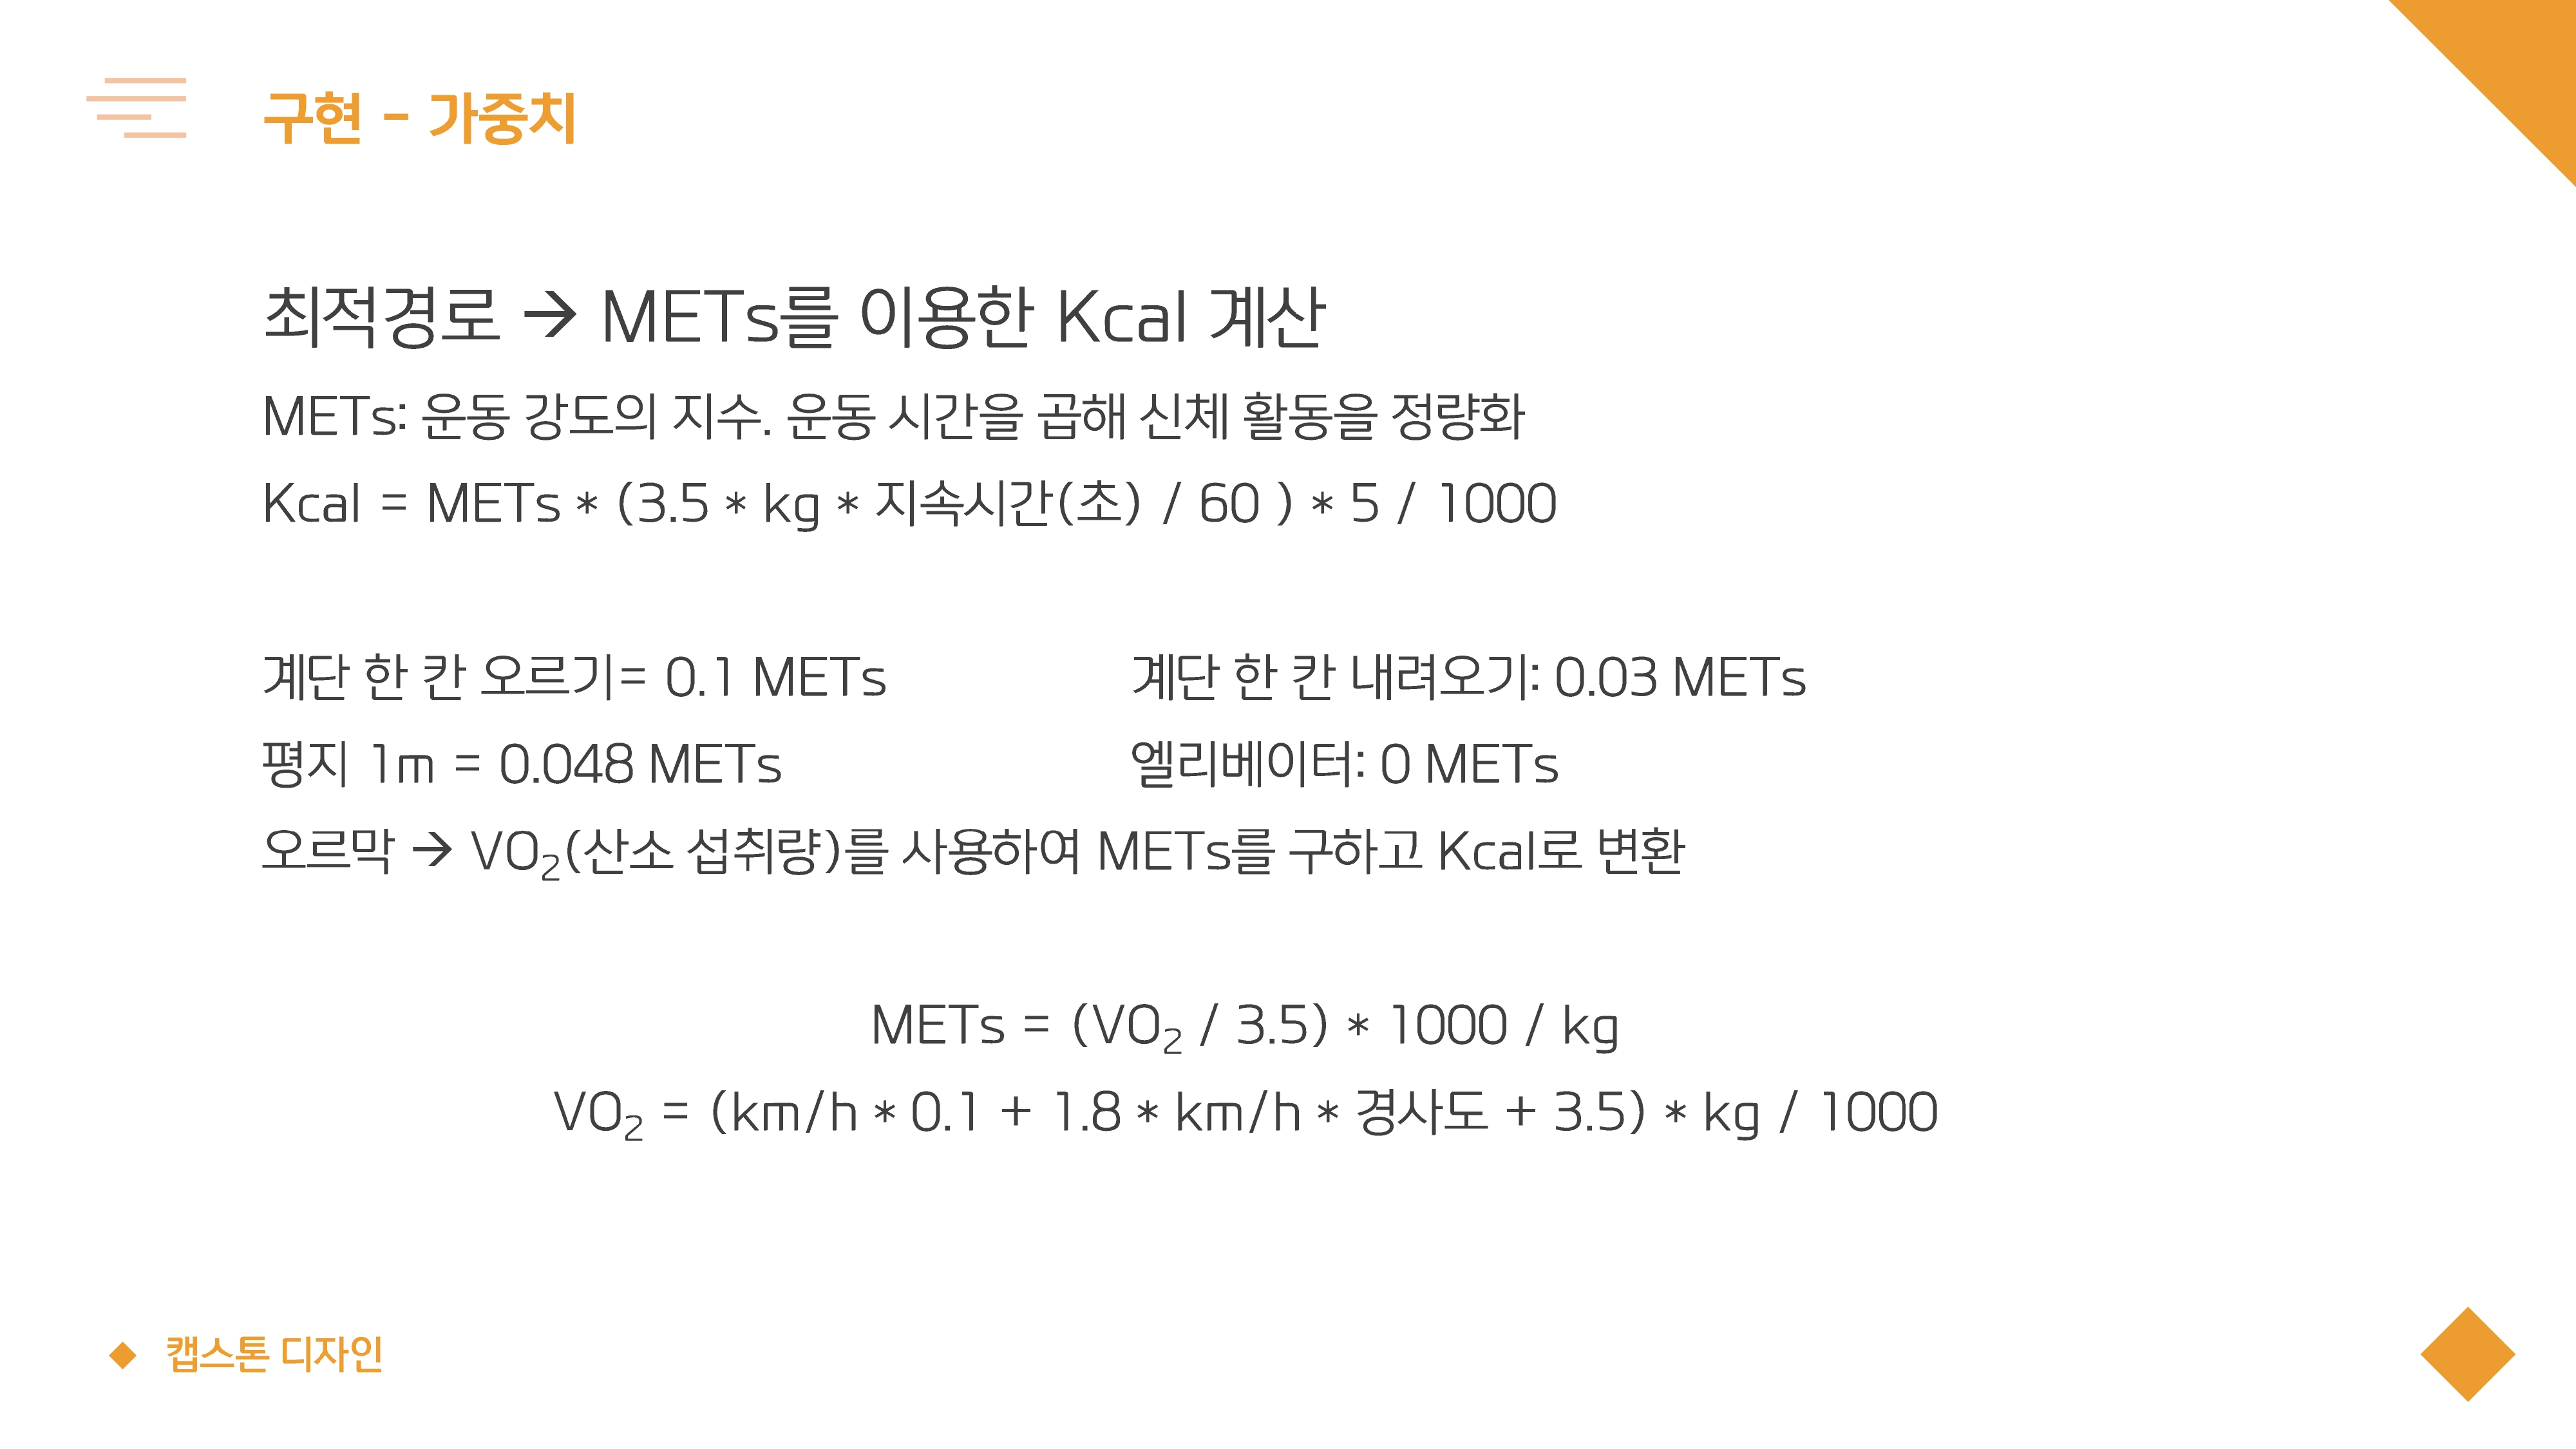 구현 - 가중치
최적경로 → METs를 이용한 Kcal 계산
METs: 운동 강도의 지수. 운동 시간을 곱해 신체 활동을 정량화
Kcal = METs * (3.5 * kg * 지속시간(초) / 60 ) * 5 / 1000
계단 한 칸 오르기= 0.1 METs
계단 한 칸 내려오기: 0.03 METs
평지 1m = 0.048 METs
엘리베이터: 0 METs
오르막 → VO₂(산소 섭취량)를 사용하여 METs를 구하고 Kcal로 변환
METs = (VO₂ / 3.5) * 1000 / kg
VO₂ = (km/h * 0.1 + 1.8 * km/h * 경사도 + 3.5) * kg / 1000
캡스톤 디자인